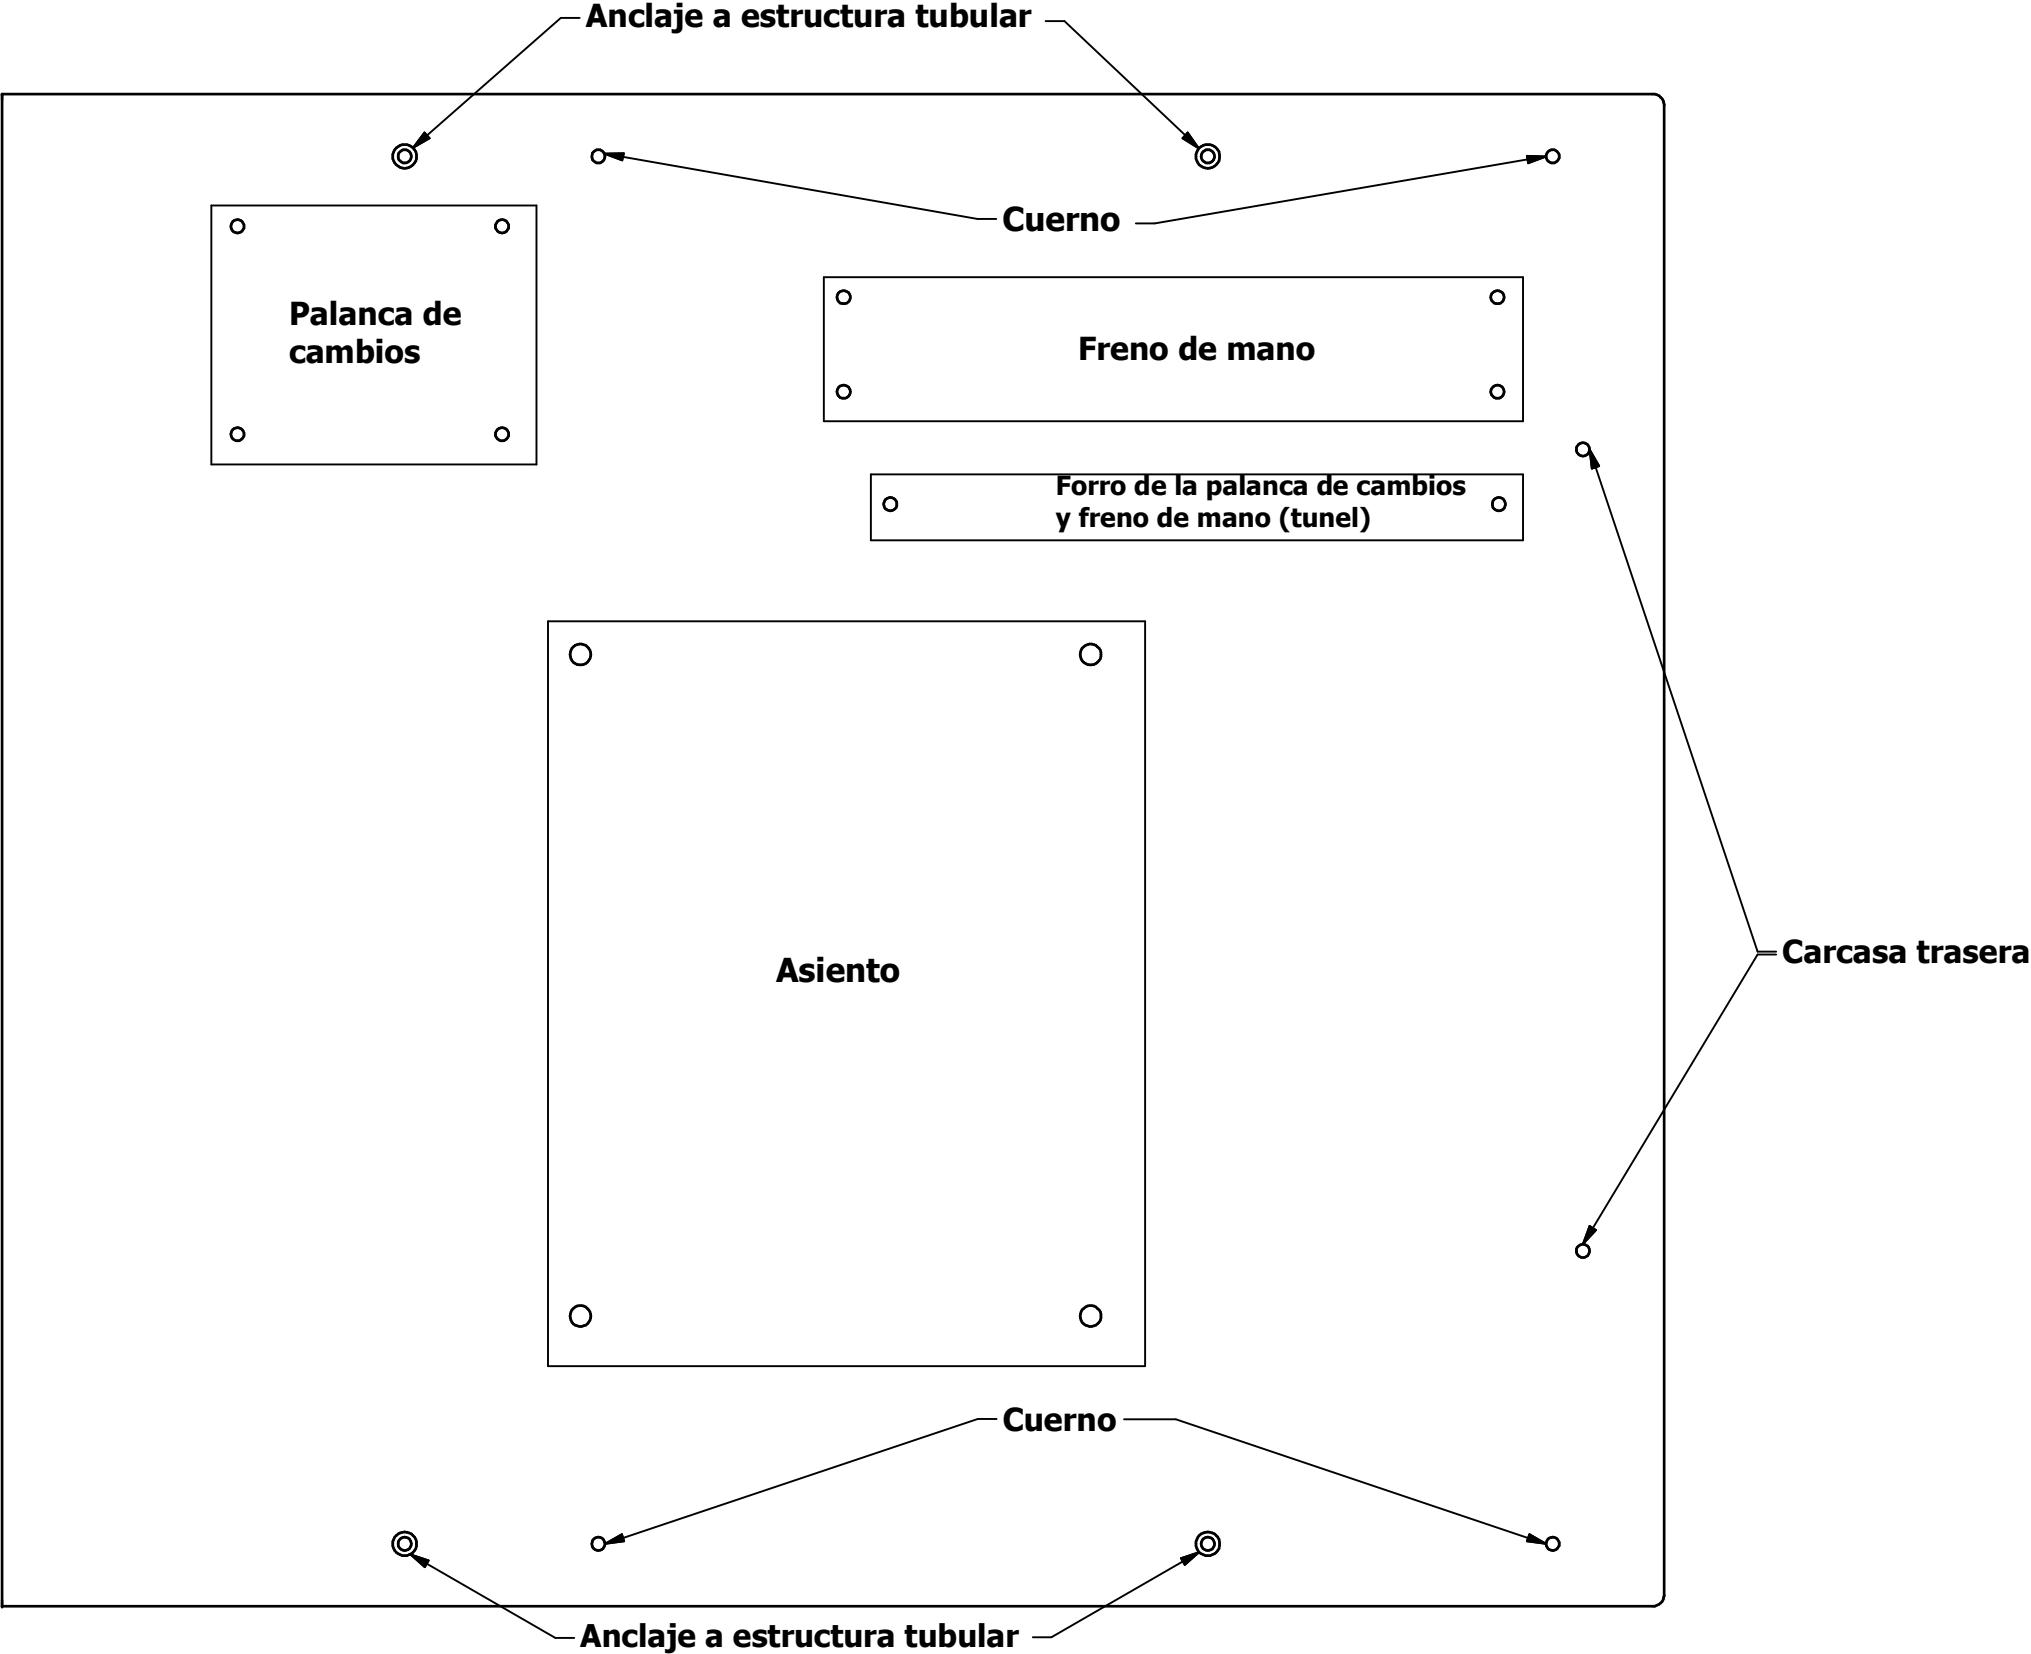 Anclaje a estructura tubular
Cuerno
Palanca de
cambios
Freno de mano
Forro de la palanca de cambios
y freno de mano (tunel)
Carcasa trasera
Asiento
Cuerno
Anclaje a estructura tubular